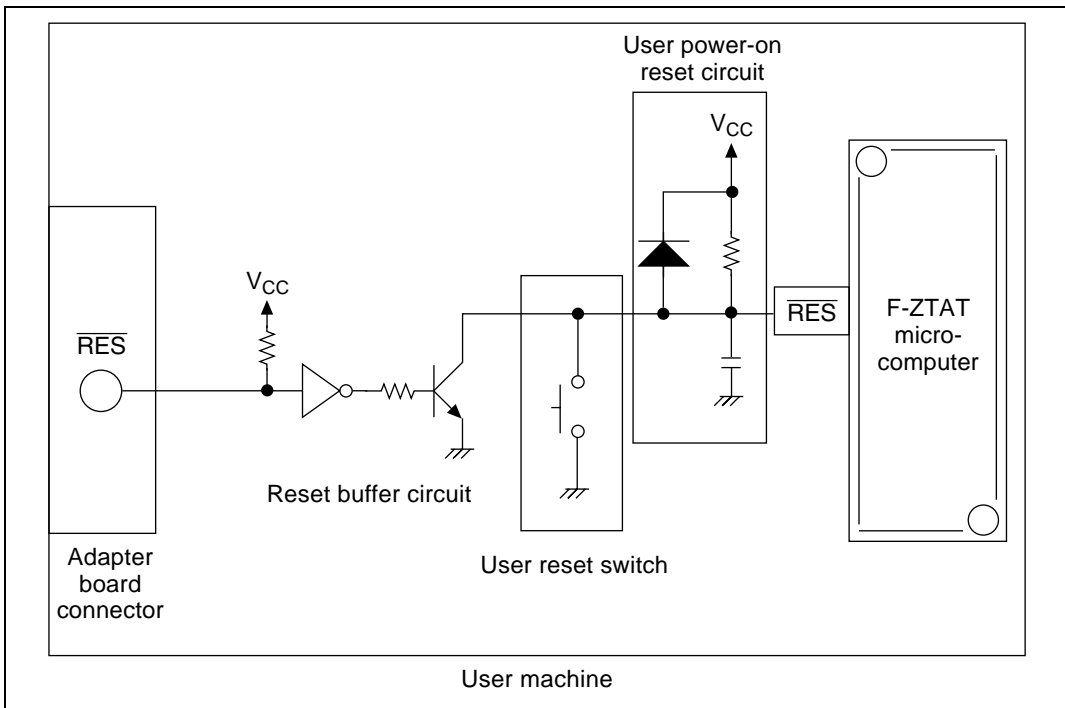 User power-on
reset circuit
VCC
VCC
RES
RES
F-ZTAT
micro-
computer
Reset buffer circuit
User reset switch
Adapter
board
connector
User machine